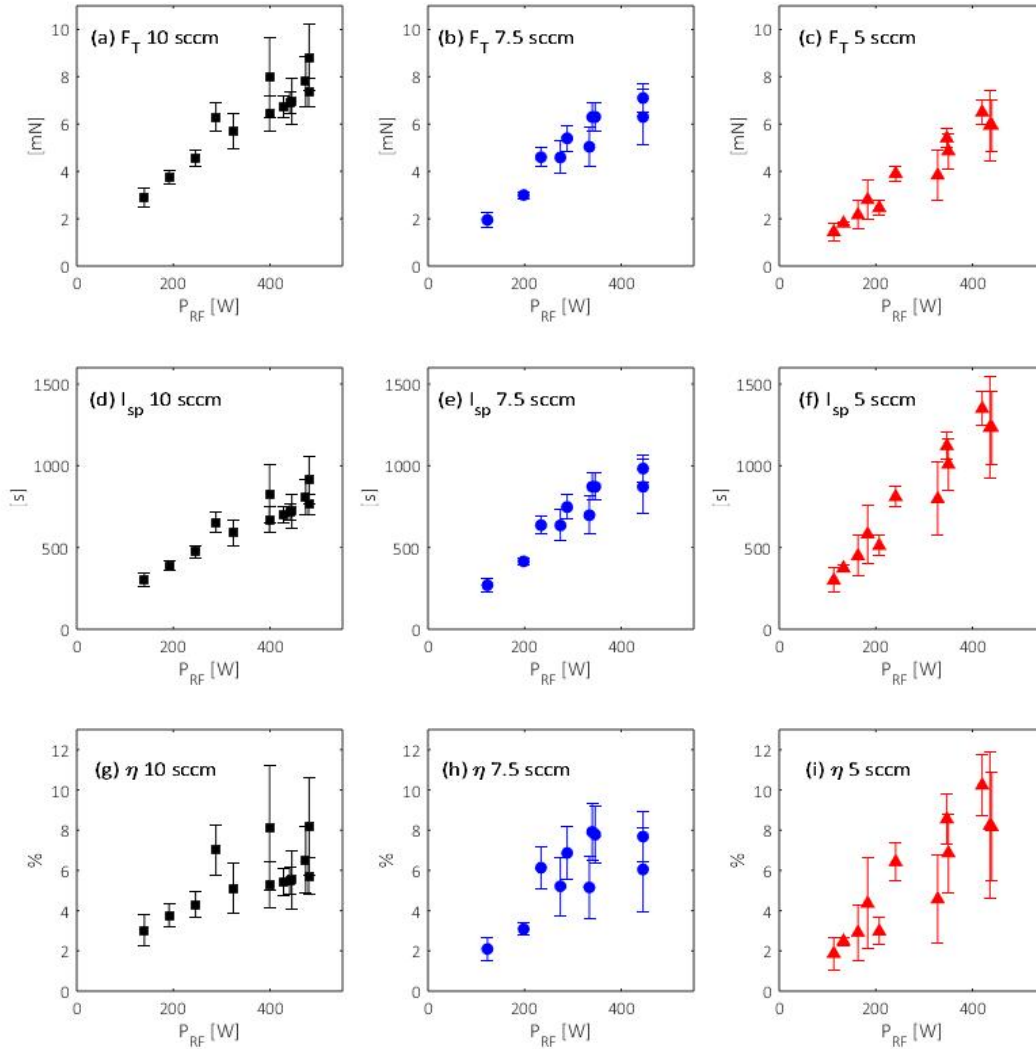 (a) F_T 10 sccm
[mN]
10
8
6
4
2
0
0 200 400
P_RF [W]
(b) F_T 7.5 sccm
[mN]
10
8
6
4
2
0
0 200 400
P_RF [W]
(c) F_T 5 sccm
[mN]
10
8
6
4
2
0
0 200 400
P_RF [W]
(d) I_sp 10 sccm
[s]
1500
1000
500
0
0 200 400
P_RF [W]
(e) I_sp 7.5 sccm
[s]
1500
1000
500
0
0 200 400
P_RF [W]
(f) I_sp 5 sccm
[s]
1500
1000
500
0
0 200 400
P_RF [W]
(g) η 10 sccm
%
12
10
8
6
4
2
0
0 200 400
P_RF [W]
(h) η 7.5 sccm
%
12
10
8
6
4
2
0
0 200 400
P_RF [W]
(i) η 5 sccm
%
12
10
8
6
4
2
0
0 200 400
P_RF [W]